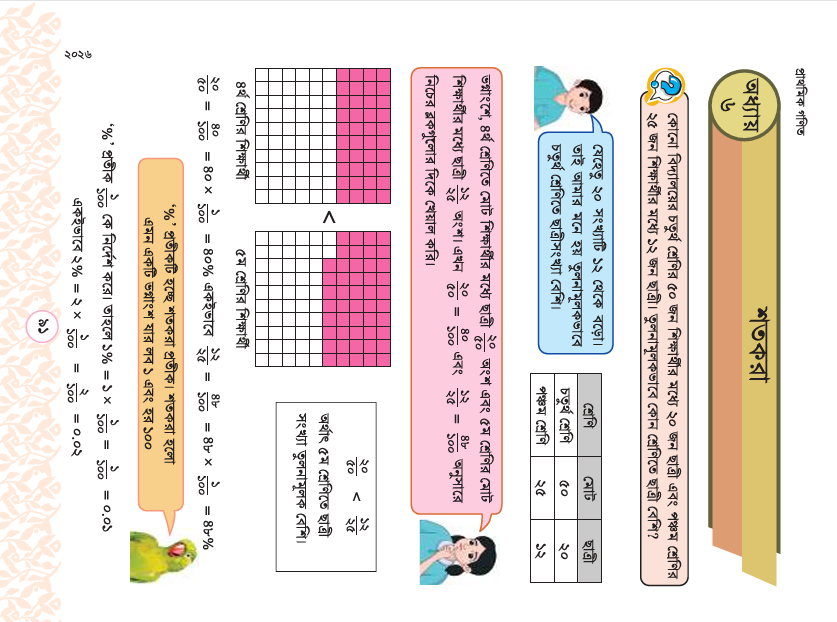 প্রাথমিক গণিত
অধ্যায়
৬
শতকরা
কোনো বিদ্যালয়ের চতুর্থ শ্রেণির ৫০ জন শিক্ষার্থীর মধ্যে ২০ জন ছাত্রী এবং পঞ্চম শ্রেণির
২৫ জন শিক্ষার্থীর মধ্যে ১২ জন ছাত্রী। তুলনামূলকভাবে কোন শ্রেণিতে ছাত্রী বেশি?
যেহেতু ২০ সংখ্যাটি ১২ থেকে বড়ো।
তাই আমার মনে হয় তুলনামূলকভাবে
চতুর্থ শ্রেণিতে ছাত্রীসংখ্যা বেশি।
শ্রেণি মোট ছাত্রী
চতুর্থ শ্রেণি ৫০ ২০
পঞ্চম শ্রেণি ২৫ ১২
ভগ্নাংশে, ৪র্থ শ্রেণিতে মোট শিক্ষার্থীর মধ্যে ছাত্রী ২০/৫০ অংশ এবং ৫ম শ্রেণির মোট
শিক্ষার্থীর মধ্যে ছাত্রী ১২/২৫ অংশ। এখন ২০/৫০ = ৪০/১০০ এবং ১২/২৫ = ৪৮/১০০ অনুসারে
নিচের ব্লকগুলোর দিকে খেয়াল করি।
<
৪র্থ শ্রেণির শিক্ষার্থী
৫ম শ্রেণির শিক্ষার্থী
২০/৫০ < ১২/২৫
অর্থাৎ ৫ম শ্রেণিতে ছাত্রী
সংখ্যা তুলনামূলক বেশি।
২০/৫০ = ৪০/১০০ = ৪০ × ১/১০০ = ৪০% একইভাবে ১২/২৫ = ৪৮/১০০ = ৪৮ × ১/১০০ = ৪৮%
‘%’ প্রতীকটি হচ্ছে শতকরা প্রতীক। শতকরা হলো
এমন একটি ভগ্নাংশ যার লব ১ এবং হর ১০০
‘%’ প্রতীক ১/১০০ কে নির্দেশ করে। তাহলে ১% = ১ × ১/১০০ = ১/১০০ = ০.০১
একইভাবে ২% = ২ × ১/১০০ = ২/১০০ = ০.০২
৯১
২০২৬